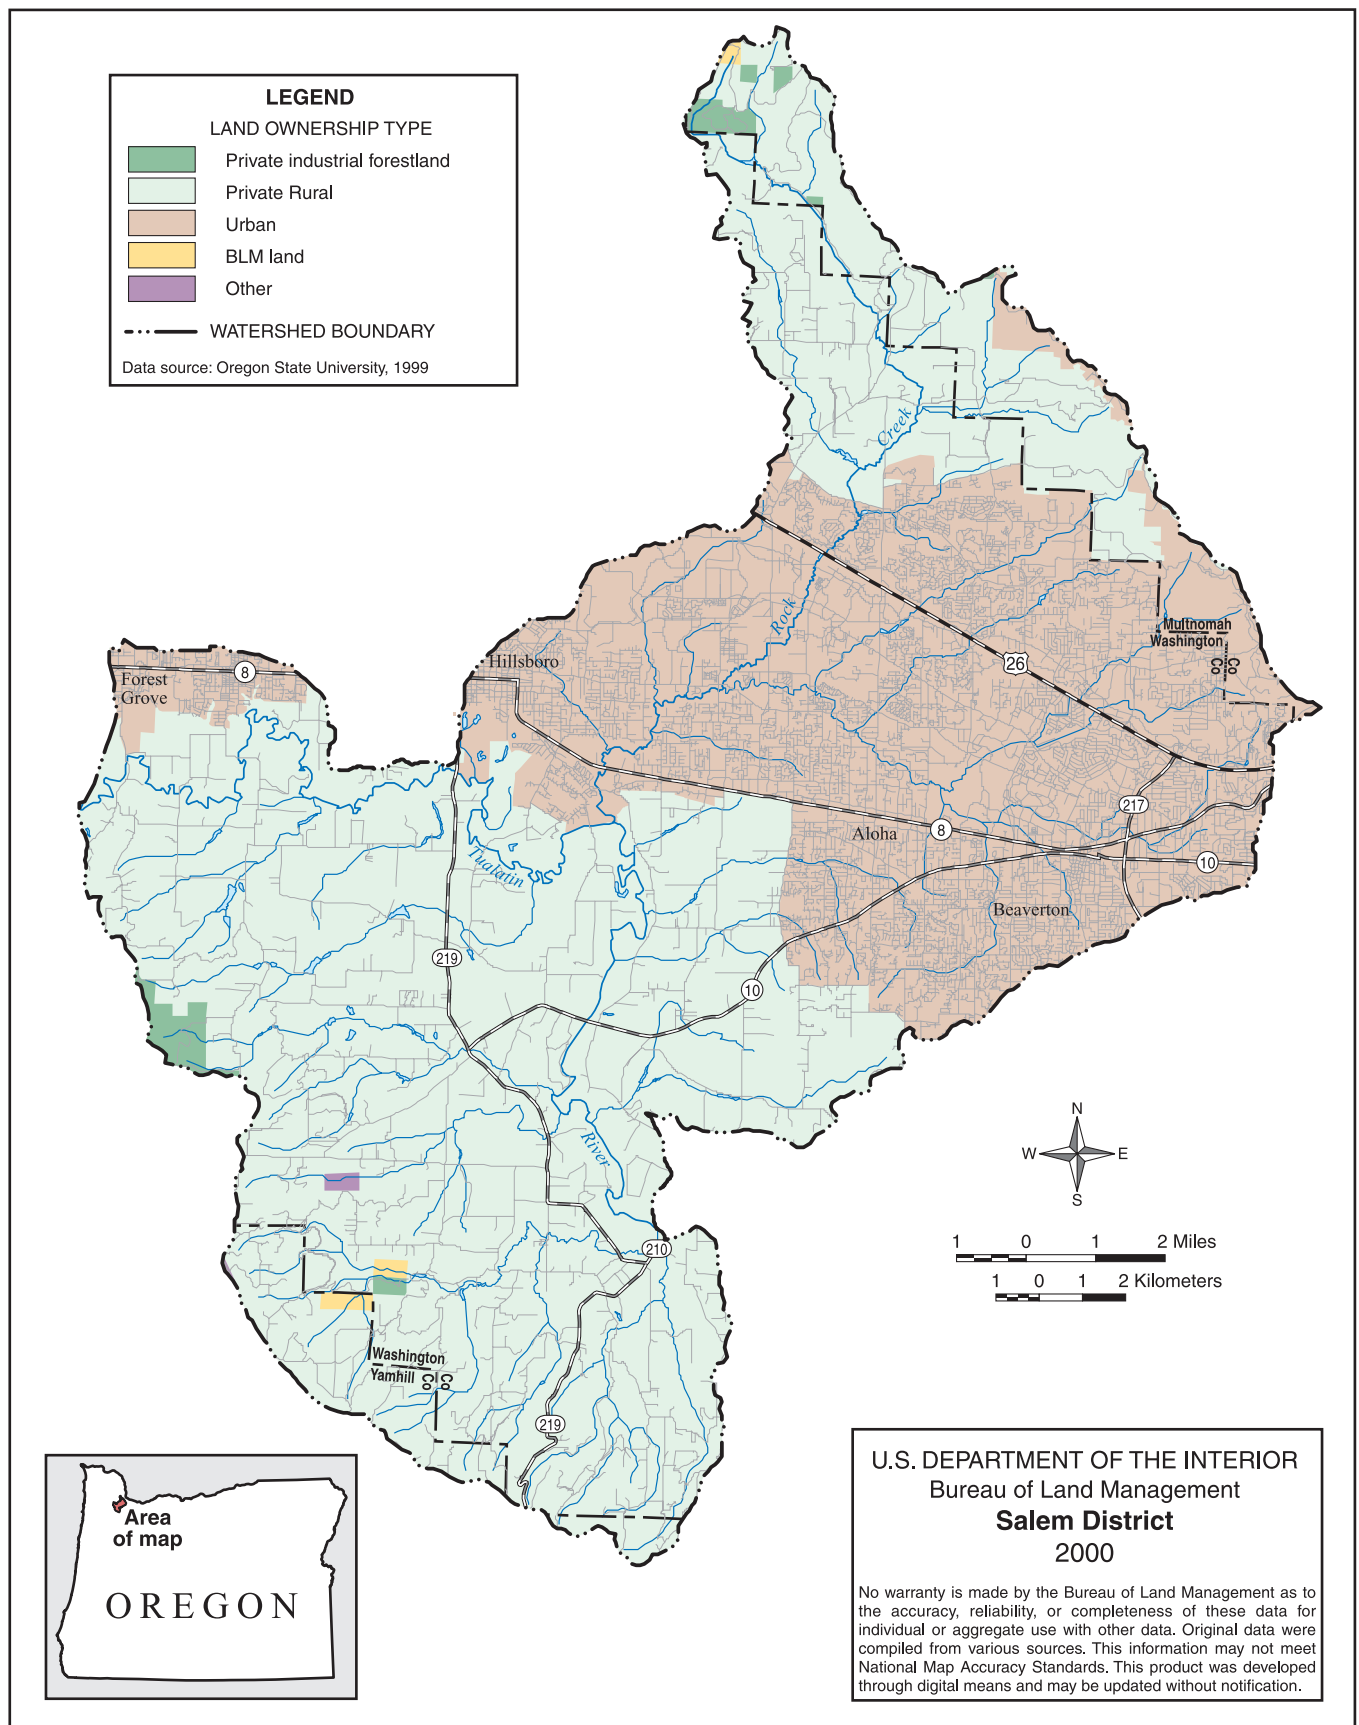 LEGEND
LAND OWNERSHIP TYPE
Private industrial forestland
Private Rural
Urban
BLM land
Other
WATERSHED BOUNDARY
Data source: Oregon State University, 1999
Creek
Rock
Multnomah
Washington
Co
Co
26
Hillsboro
8
Forest
Grove
217
Aloha
8
10
Tualatin
Beaverton
219
10
River
N
W
E
S
1 0 1 2 Miles
1 0 1 2 Kilometers
210
Washington
Yamhill
Co
Co
219
Area
of map
OREGON
U.S. DEPARTMENT OF THE INTERIOR
Bureau of Land Management
Salem District
2000
No warranty is made by the Bureau of Land Management as to
the accuracy, reliability, or completeness of these data for
individual or aggregate use with other data. Original data were
compiled from various sources. This information may not meet
National Map Accuracy Standards. This product was developed
through digital means and may be updated without notification.